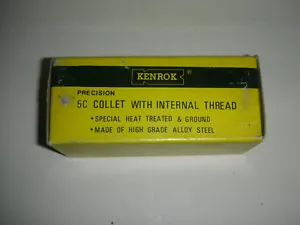 KENROK
PRECISION
5C COLLET WITH INTERNAL THREAD
• SPECIAL HEAT TREATED & GROUND
• MADE OF HIGH GRADE ALLOY STEEL